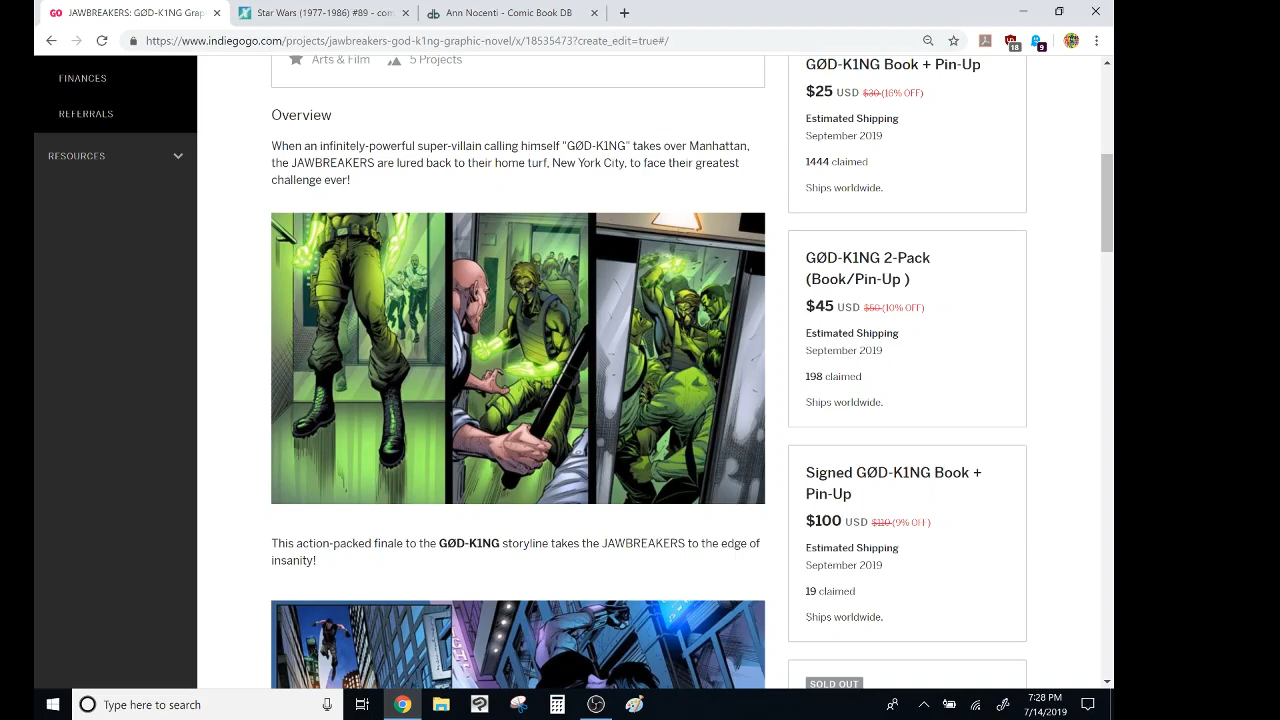 JAWBREAKERS: GØD-K1NG Grap
Star Wars (1977-1986) #89 - com
Ann Nocenti - Comic Book DB
https://www.indiegogo.com/projects/jawbreakers-god-k1ng-graphic-novel/x/18535473?create_edit=true#/
18
9
FINANCES
REFERRALS
RESOURCES
Arts & Film
5 Projects
Overview
When an infinitely-powerful super-villain calling himself "GØD-K1NG" takes over Manhattan,
the JAWBREAKERS are lured back to their home turf, New York City, to face their greatest
challenge ever!
This action-packed finale to the GØD-K1NG storyline takes the JAWBREAKERS to the edge of
insanity!
GØD-K1NG Book + Pin-Up
$25 USD $30 (16% OFF)
Estimated Shipping
September 2019
1444 claimed
Ships worldwide.
GØD-K1NG 2-Pack
(Book/Pin-Up )
$45 USD $50 (10% OFF)
Estimated Shipping
September 2019
198 claimed
Ships worldwide.
Signed GØD-K1NG Book +
Pin-Up
$100 USD $110 (9% OFF)
Estimated Shipping
September 2019
19 claimed
Ships worldwide.
SOLD OUT
Type here to search
7:28 PM
7/14/2019